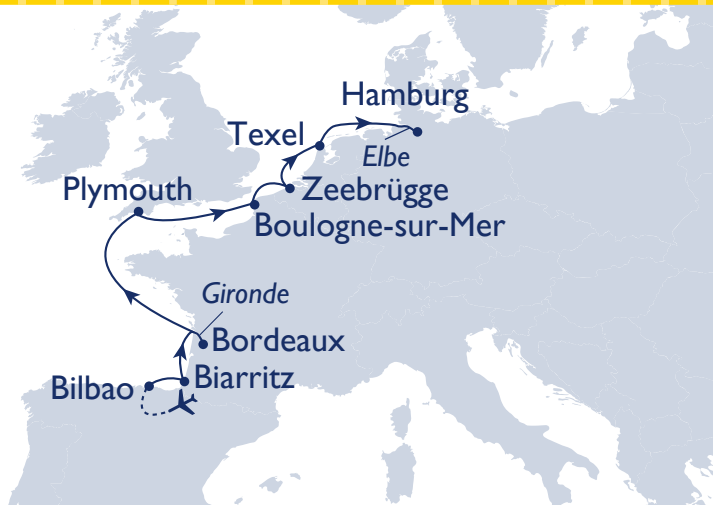 Hamburg
Texel
Elbe
Plymouth
Zeebrügge
Boulogne-sur-Mer
Gironde
Bordeaux
Biarritz
Bilbao